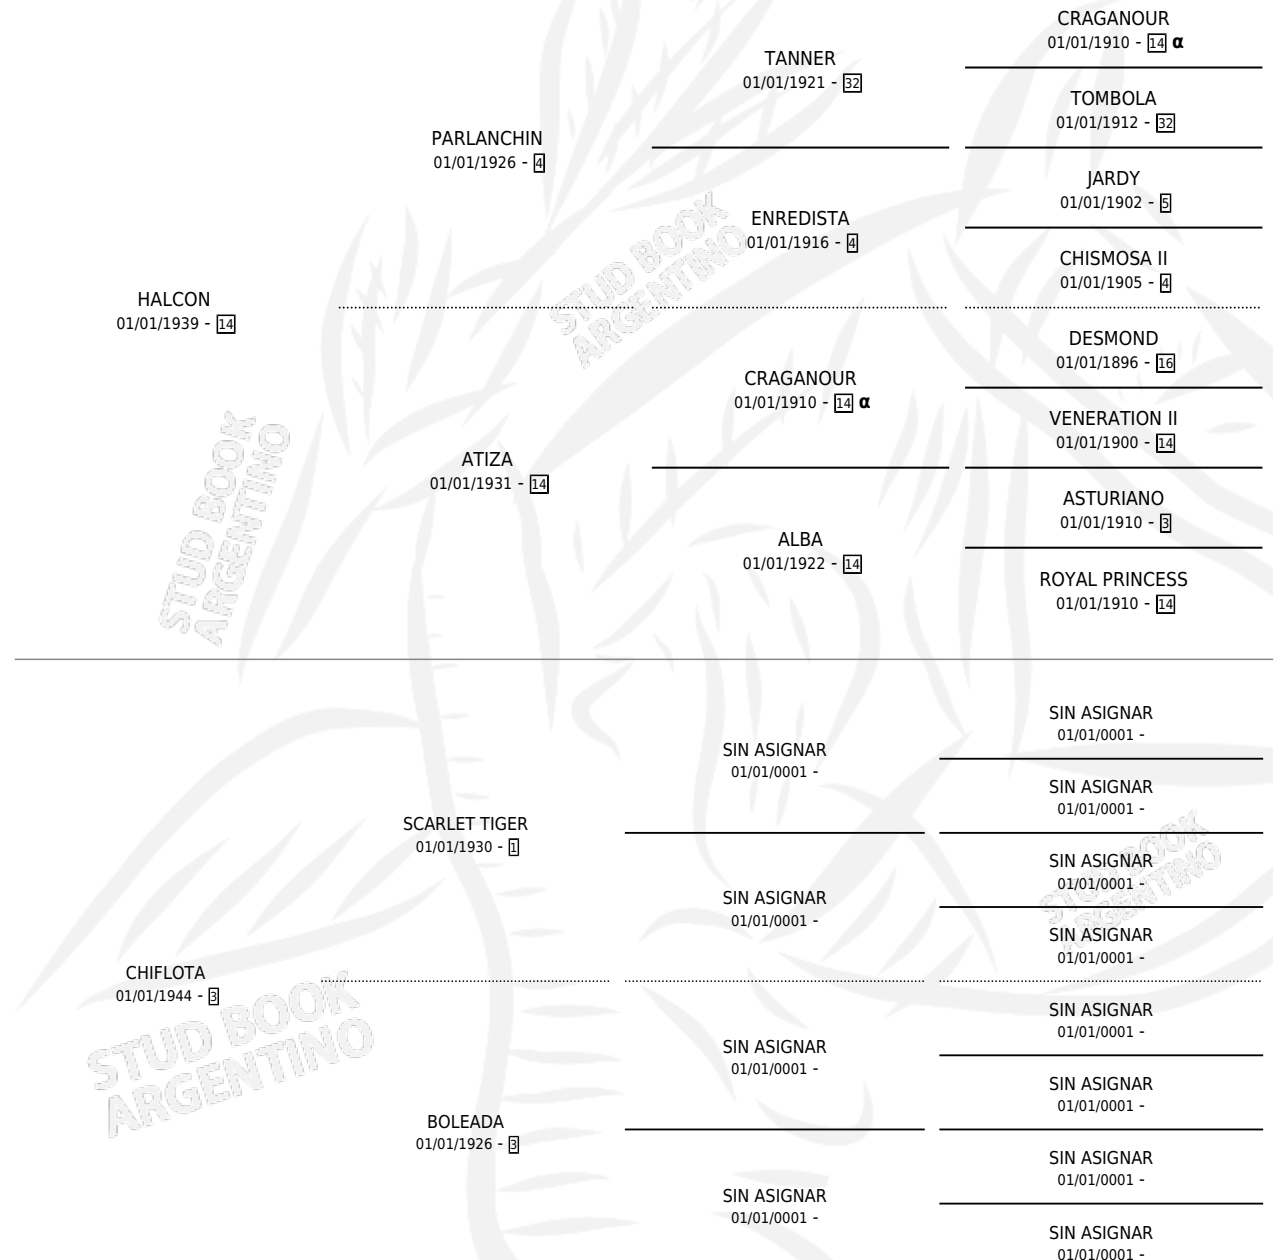 CRAGANOUR
01/01/1910 - 14 α
TANNER
01/01/1921 - 32
TOMBOLA
01/01/1912 - 32
PARLANCHIN
01/01/1926 - 4
JARDY
01/01/1902 - 5
ENREDISTA
01/01/1916 - 4
CHISMOSA II
01/01/1905 - 4
HALCON
01/01/1939 - 14
DESMOND
01/01/1896 - 16
CRAGANOUR
01/01/1910 - 14 α
VENERATION II
01/01/1900 - 14
ATIZA
01/01/1931 - 14
ASTURIANO
01/01/1910 - 3
ALBA
01/01/1922 - 14
ROYAL PRINCESS
01/01/1910 - 14
SIN ASIGNAR
01/01/0001 -
SIN ASIGNAR
01/01/0001 -
SIN ASIGNAR
01/01/0001 -
SCARLET TIGER
01/01/1930 - 1
SIN ASIGNAR
01/01/0001 -
SIN ASIGNAR
01/01/0001 -
SIN ASIGNAR
01/01/0001 -
CHIFLOTA
01/01/1944 - 3
SIN ASIGNAR
01/01/0001 -
SIN ASIGNAR
01/01/0001 -
SIN ASIGNAR
01/01/0001 -
BOLEADA
01/01/1926 - 3
SIN ASIGNAR
01/01/0001 -
SIN ASIGNAR
01/01/0001 -
SIN ASIGNAR
01/01/0001 -
STUD BOOK
ARGENTINO
STUD BOOK
ARGENTINO
STUD BOOK
ARGENTINO
STUD BOOK
ARGENTINO